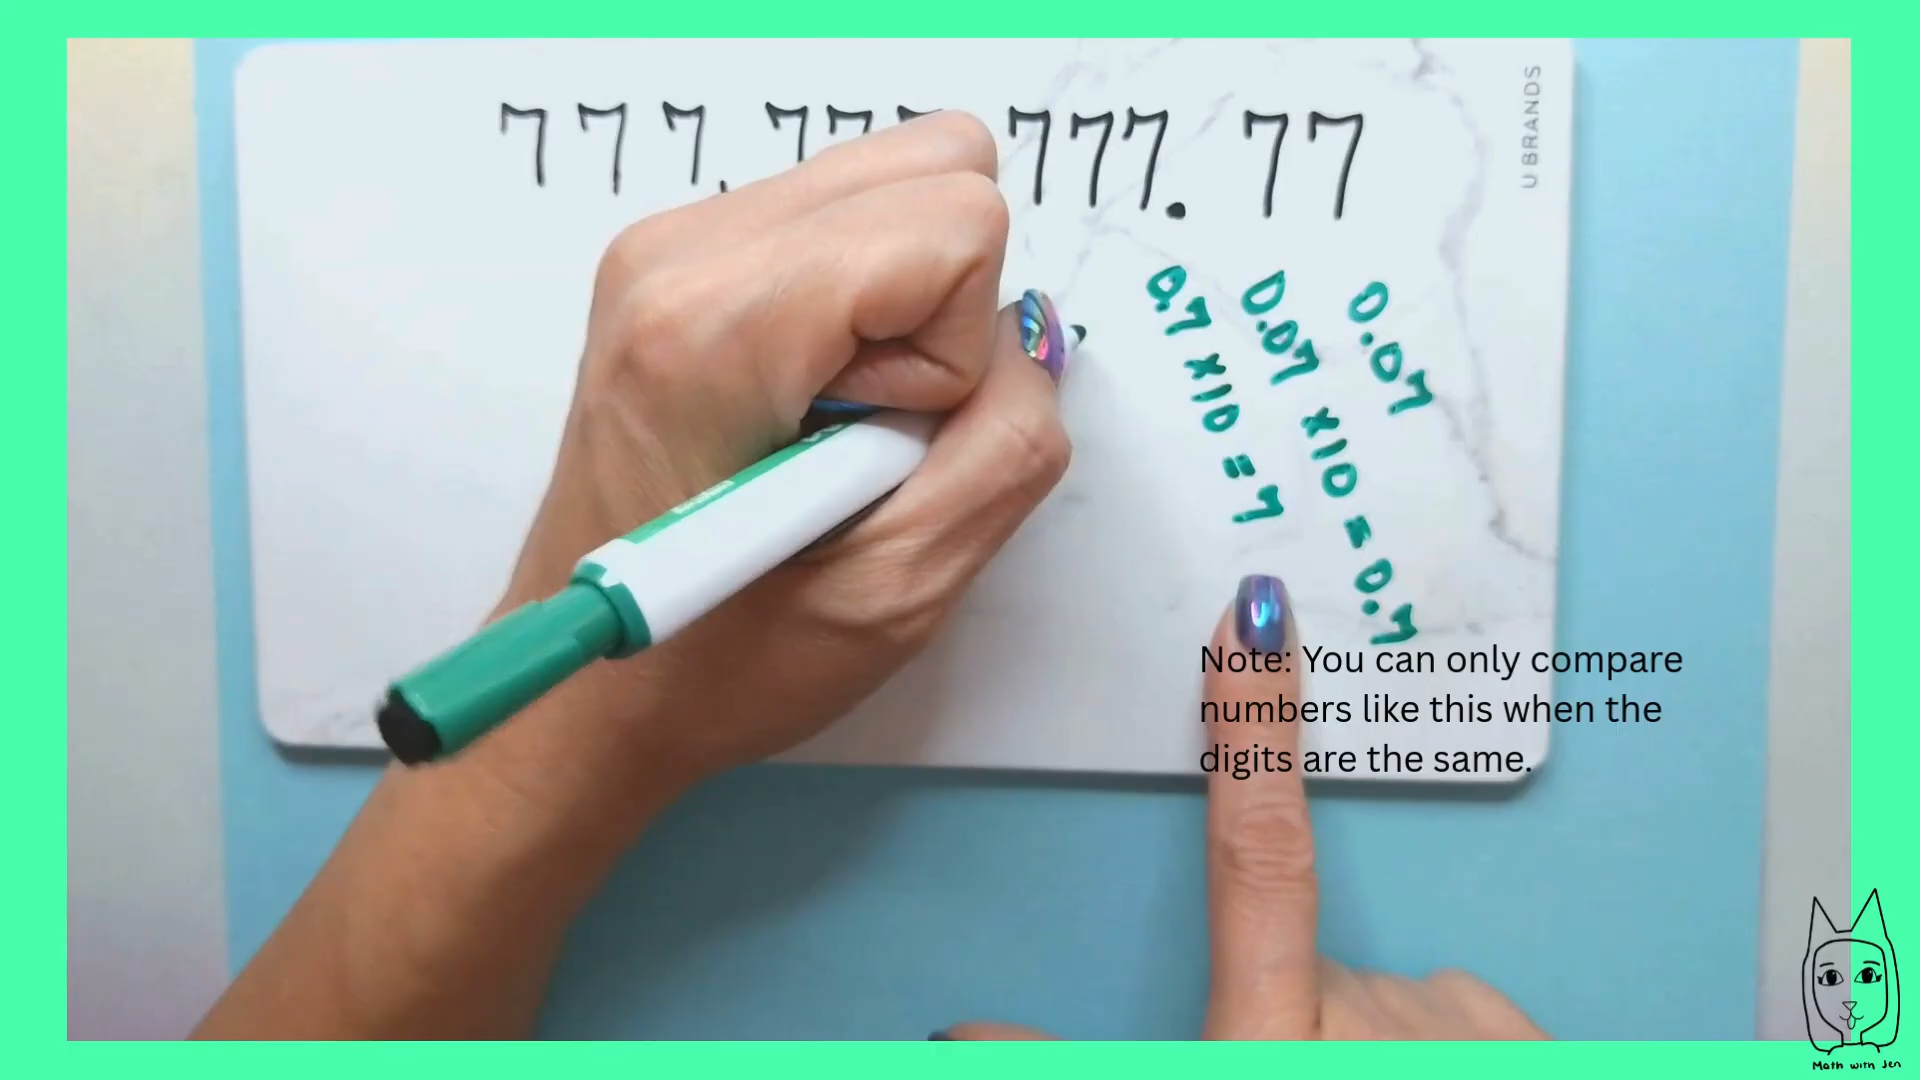 777,777,777.77
U BRANDS
0.7 x10 = 7
0.07 x10 = 0.7
0.07
Note: You can only compare
numbers like this when the
digits are the same.
Math with Jen